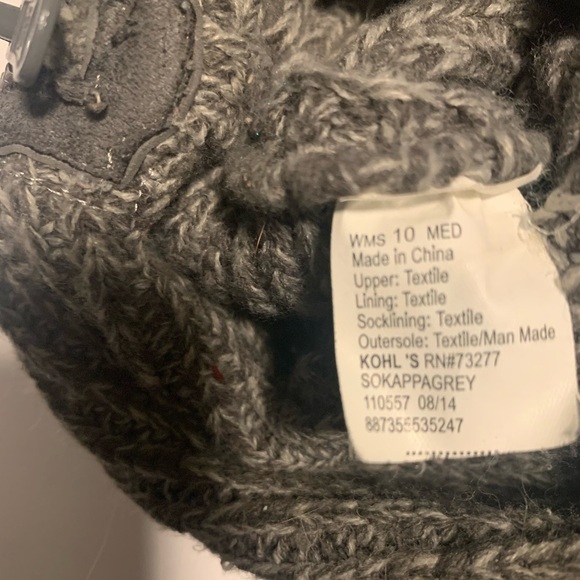 WMS 10 MED
Made in China
Upper: Textile
Lining: Textile
Socklining: Textile
Outersole: Textile/Man Made
KOHL'S RN#73277
SOKAPPAGREY
110557 08/14
887355535247